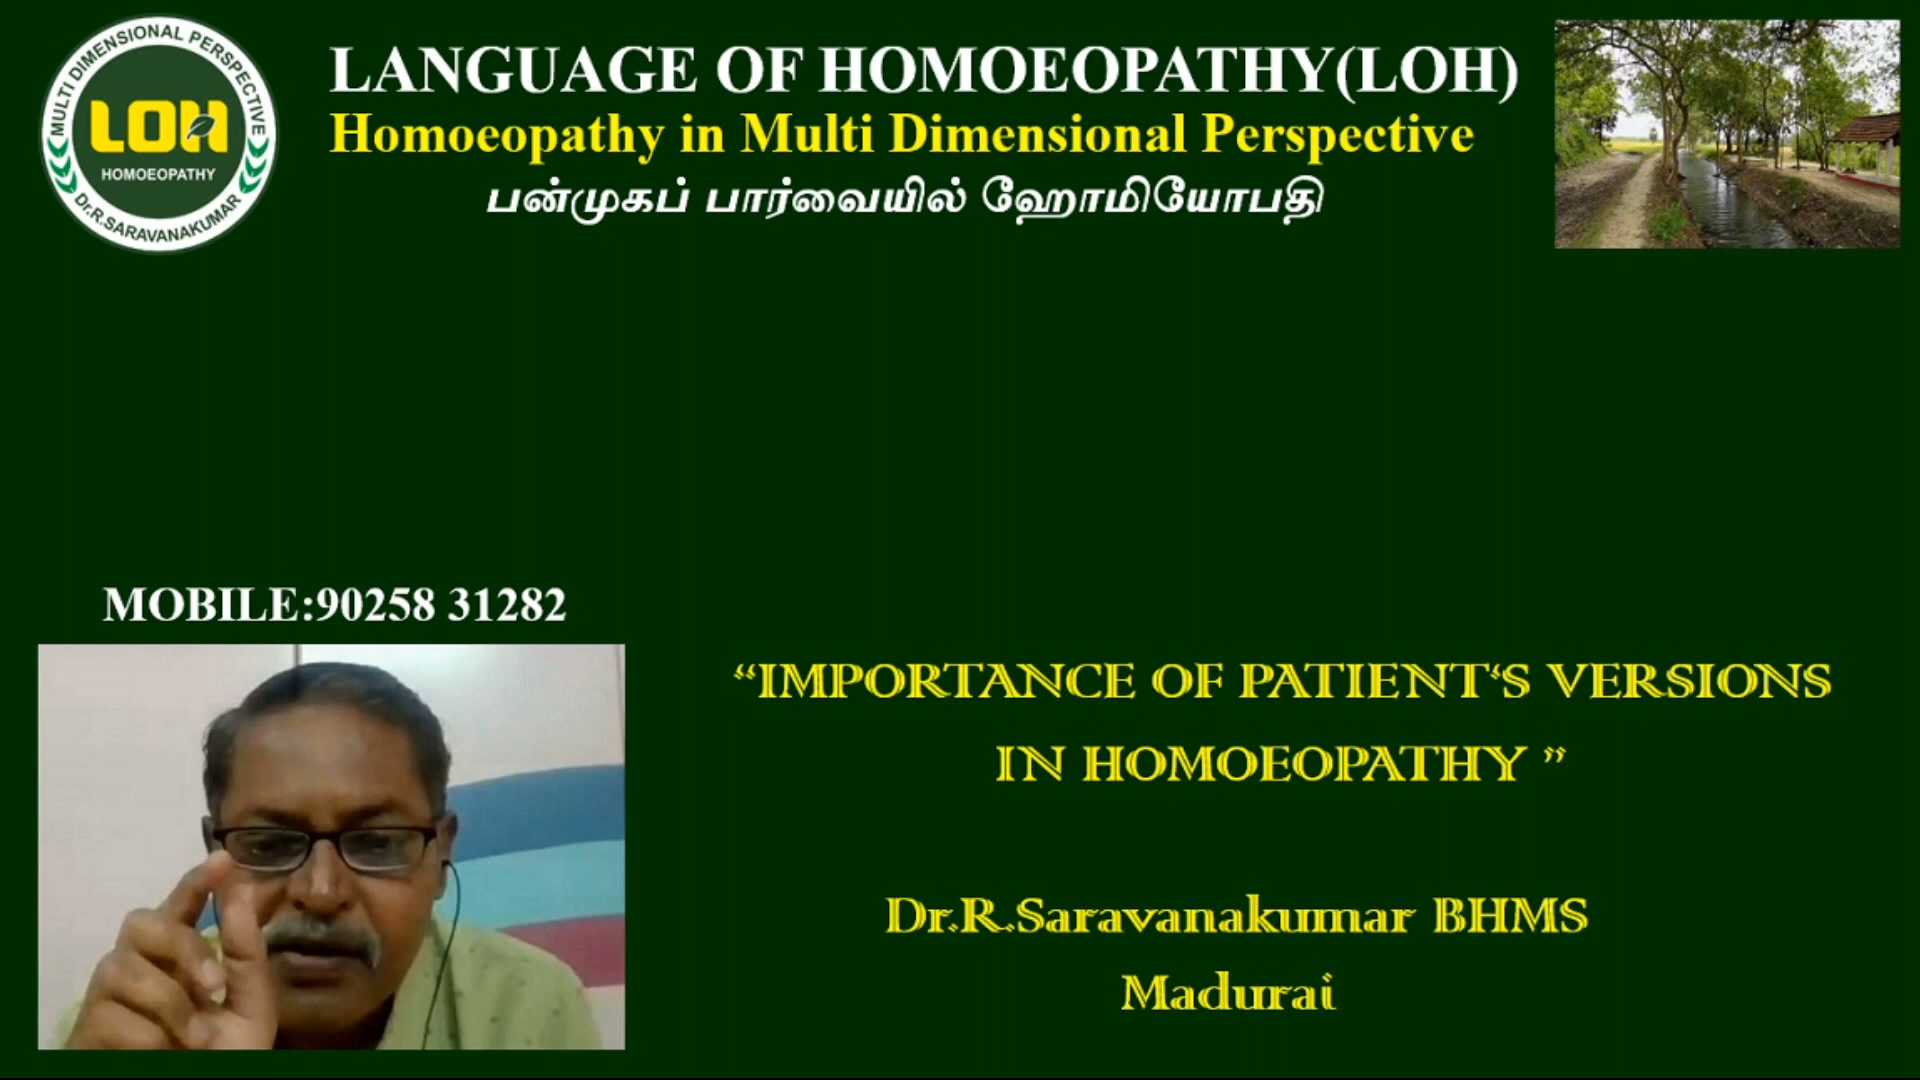 MULTI DIMENSIONAL PERSPECTIVE
LOH
HOMOEOPATHY
Dr.R.SARAVANAKUMAR
LANGUAGE OF HOMOEOPATHY(LOH)
Homoeopathy in Multi Dimensional Perspective
பன்முகப் பார்வையில் ஹோமியோபதி
MOBILE:90258 31282
“IMPORTANCE OF PATIENT‘S VERSIONS
IN HOMOEOPATHY ”
Dr.R.Saravanakumar BHMS
Madurai